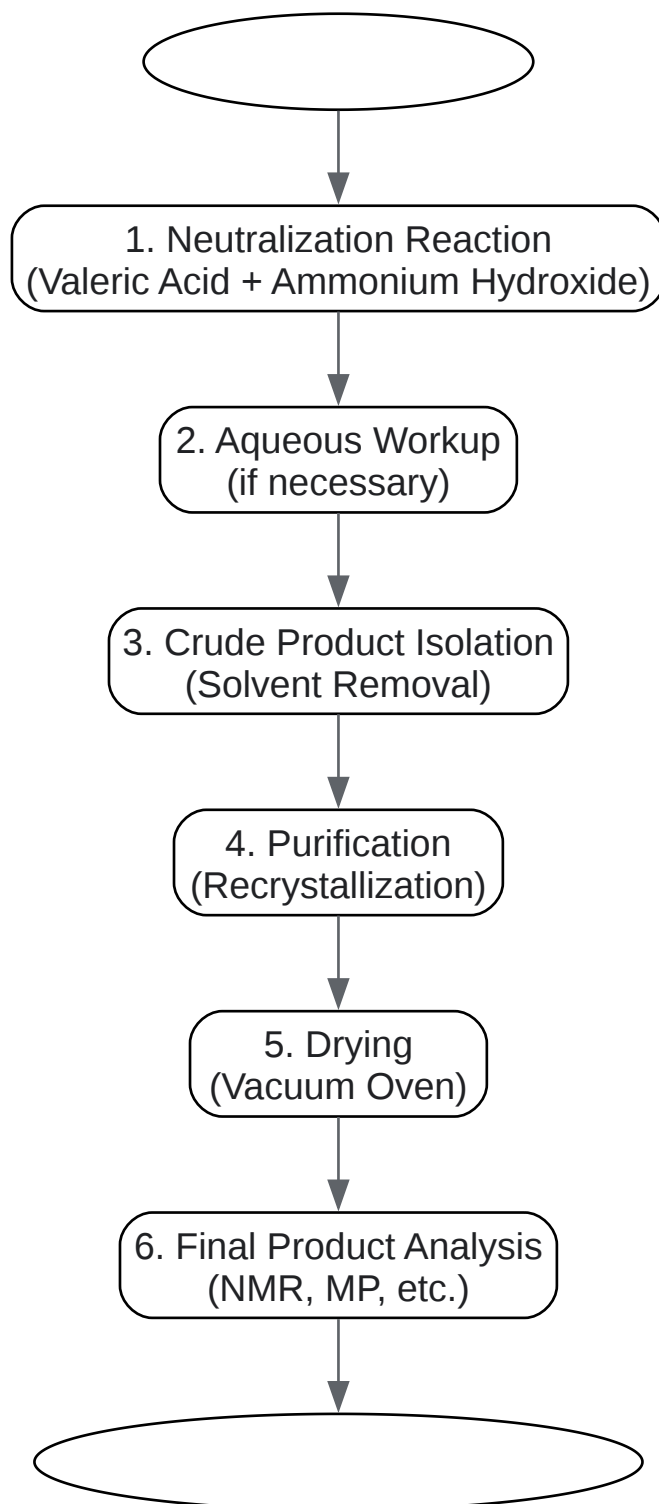 1. Neutralization Reaction
(Valeric Acid + Ammonium Hydroxide)
2. Aqueous Workup
(if necessary)
3. Crude Product Isolation
(Solvent Removal)
4. Purification
(Recrystallization)
5. Drying
(Vacuum Oven)
6. Final Product Analysis
(NMR, MP, etc.)